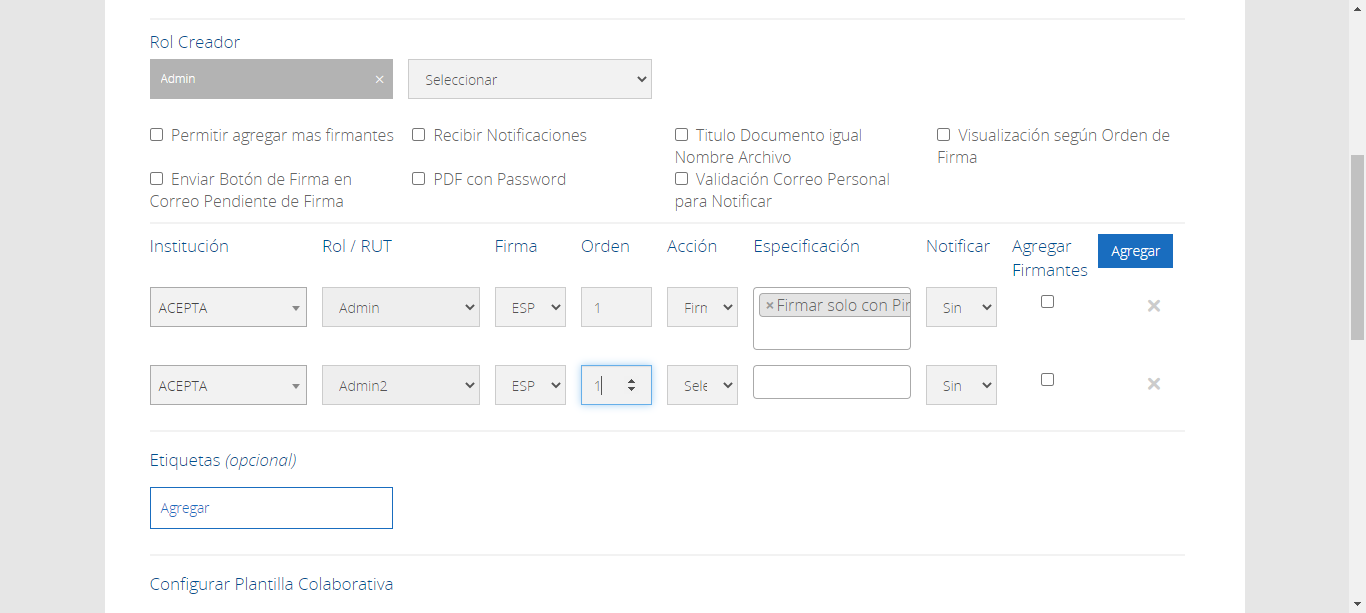 Rol Creador
Admin ×
Seleccionar
Permitir agregar mas firmantes
Recibir Notificaciones
Titulo Documento igual
Nombre Archivo
Visualización según Orden de
Firma
Enviar Botón de Firma en
Correo Pendiente de Firma
PDF con Password
Validación Correo Personal
para Notificar
Institución Rol / RUT Firma Orden Acción Especificación Notificar Agregar
Firmantes
Agregar
ACEPTA Admin ESP 1 Firm ×Firmar solo con Pin Sin ×
ACEPTA Admin2 ESP 1 Sele Sin ×
Etiquetas (opcional)
Agregar
Configurar Plantilla Colaborativa